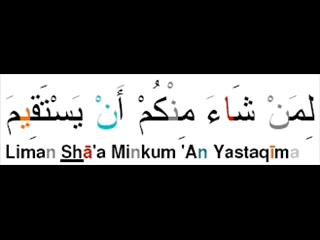 لِمَنْ شَاءَ مِنْكُمْ أَنْ يَسْتَقِيمَ
Liman Shā'a Minkum 'An Yastaqīma